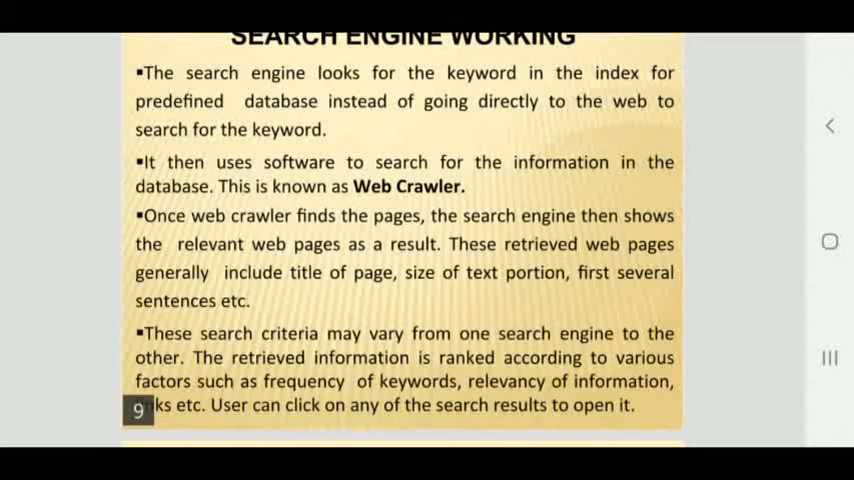 SEARCH ENGINE WORKING
▪The search engine looks for the keyword in the index for
predefined database instead of going directly to the web to
search for the keyword.
▪It then uses software to search for the information in the
database. This is known as Web Crawler.
▪Once web crawler finds the pages, the search engine then shows
the relevant web pages as a result. These retrieved web pages
generally include title of page, size of text portion, first several
sentences etc.
▪These search criteria may vary from one search engine to the
other. The retrieved information is ranked according to various
factors such as frequency of keywords, relevancy of information,
etc. User can click on any of the search results to open it.
9